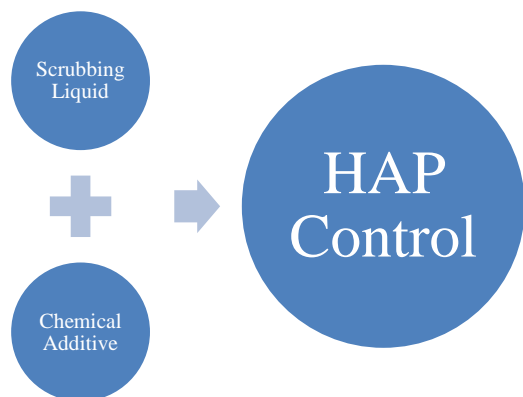 Scrubbing
Liquid
Chemical
Additive
HAP
Control